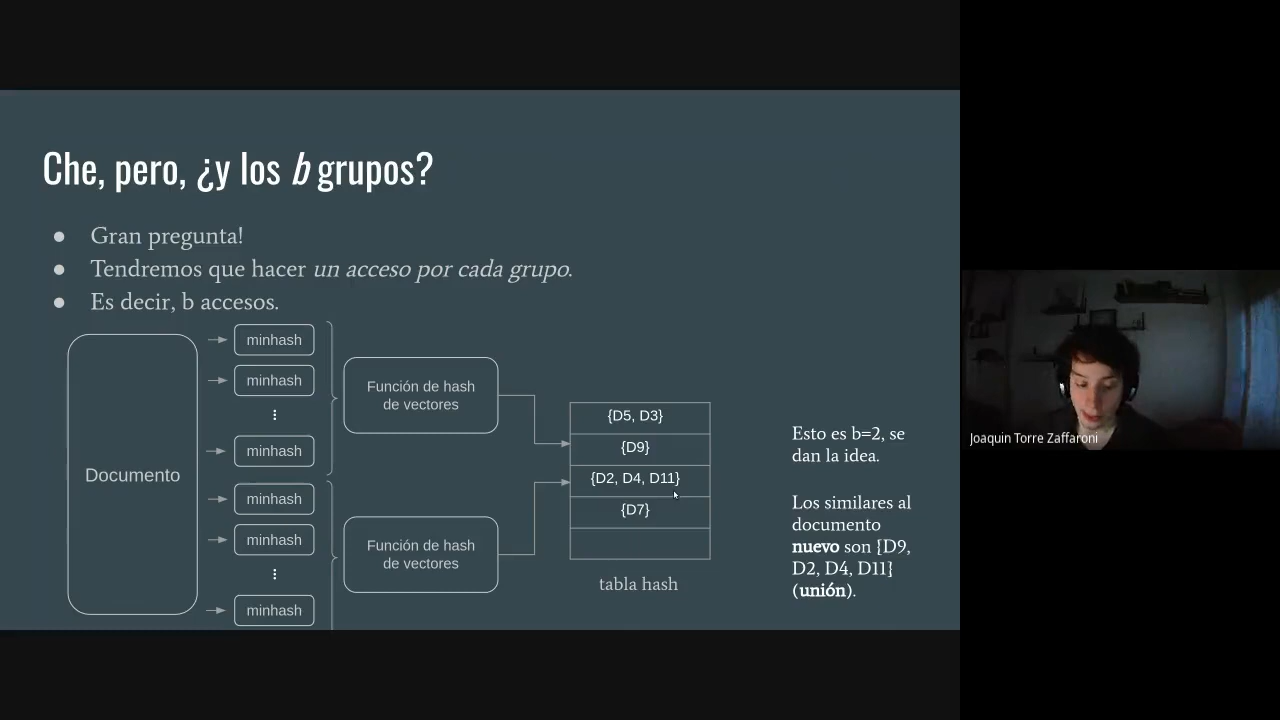 Che, pero, ¿y los b grupos?
● Gran pregunta!
● Tendremos que hacer un acceso por cada grupo.
● Es decir, b accesos.
Documento
minhash
minhash
⋮
minhash
minhash
minhash
⋮
minhash
Función de hash
de vectores
Función de hash
de vectores
{D5, D3}
{D9}
{D2, D4, D11}
{D7}
tabla hash
Esto es b=2, se
dan la idea.
Los similares al
documento
nuevo son {D9,
D2, D4, D11}
(unión).
Joaquin Torre Zaffaroni